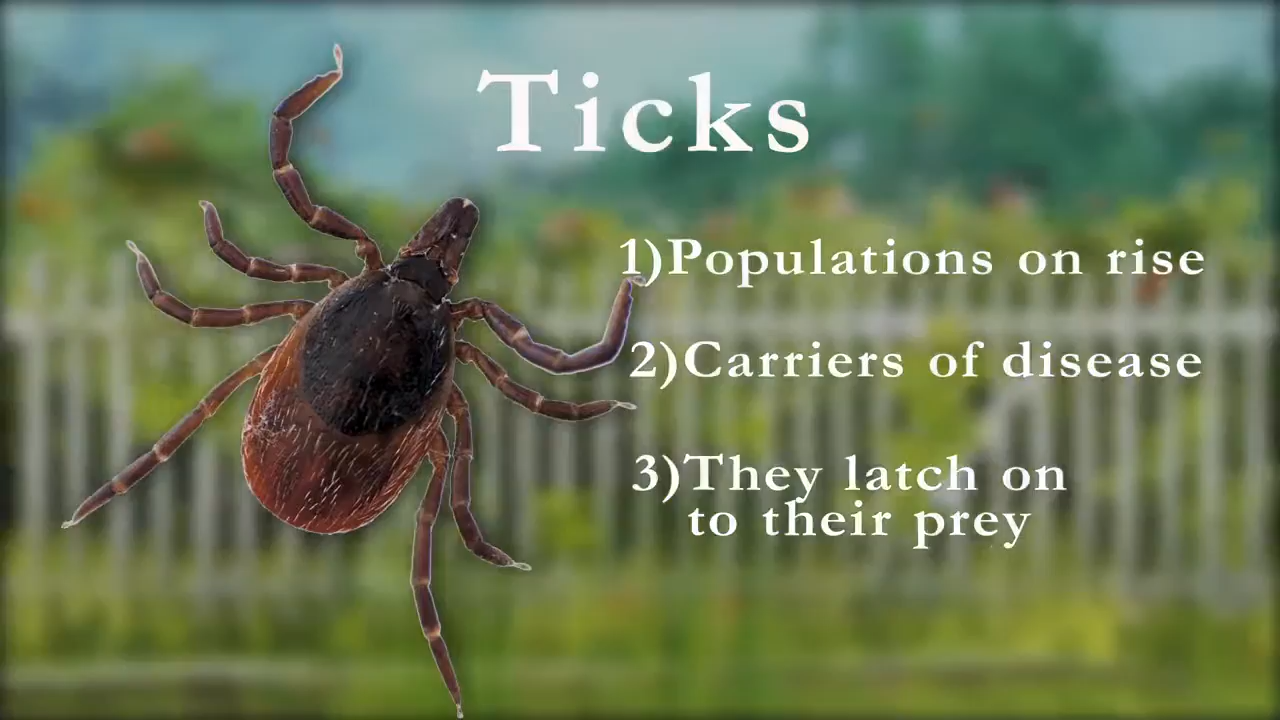 Ticks
1)Populations on rise
2)Carriers of disease
3)They latch on
to their prey